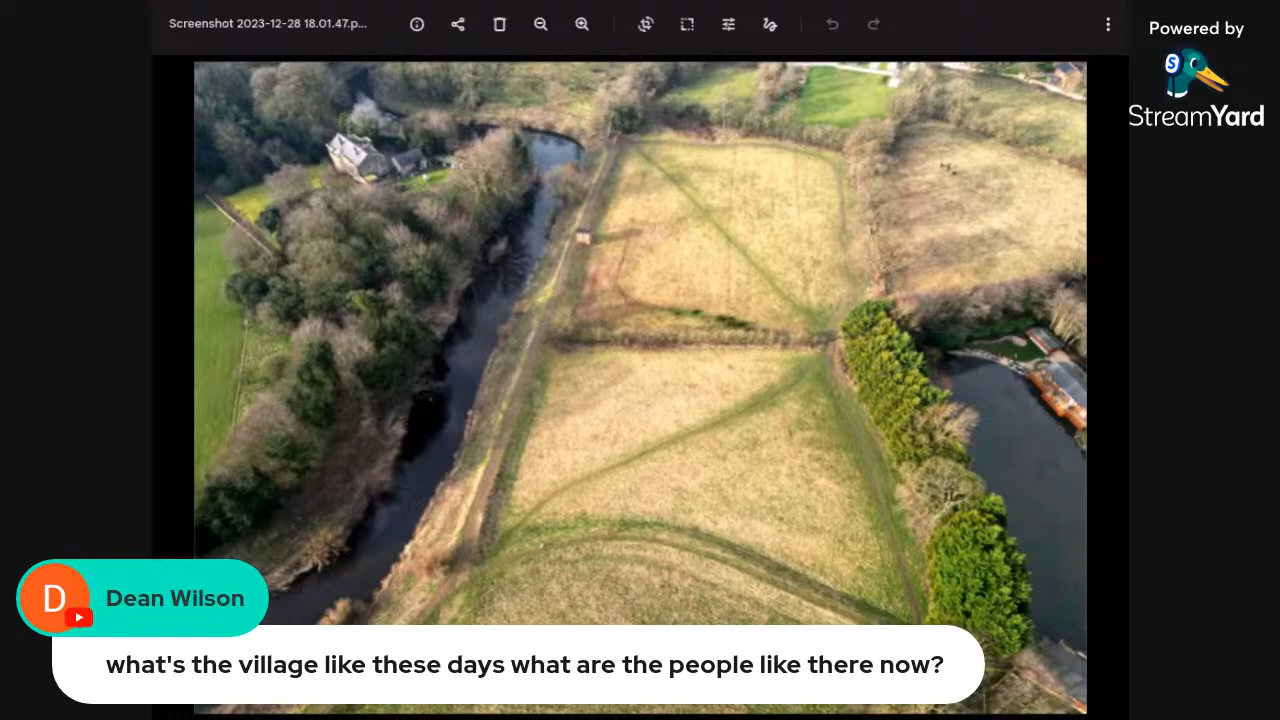 Screenshot 2023-12-28 18.01.47.p...
Powered by
S
StreamYard
D
Dean Wilson
what's the village like these days what are the people like there now?